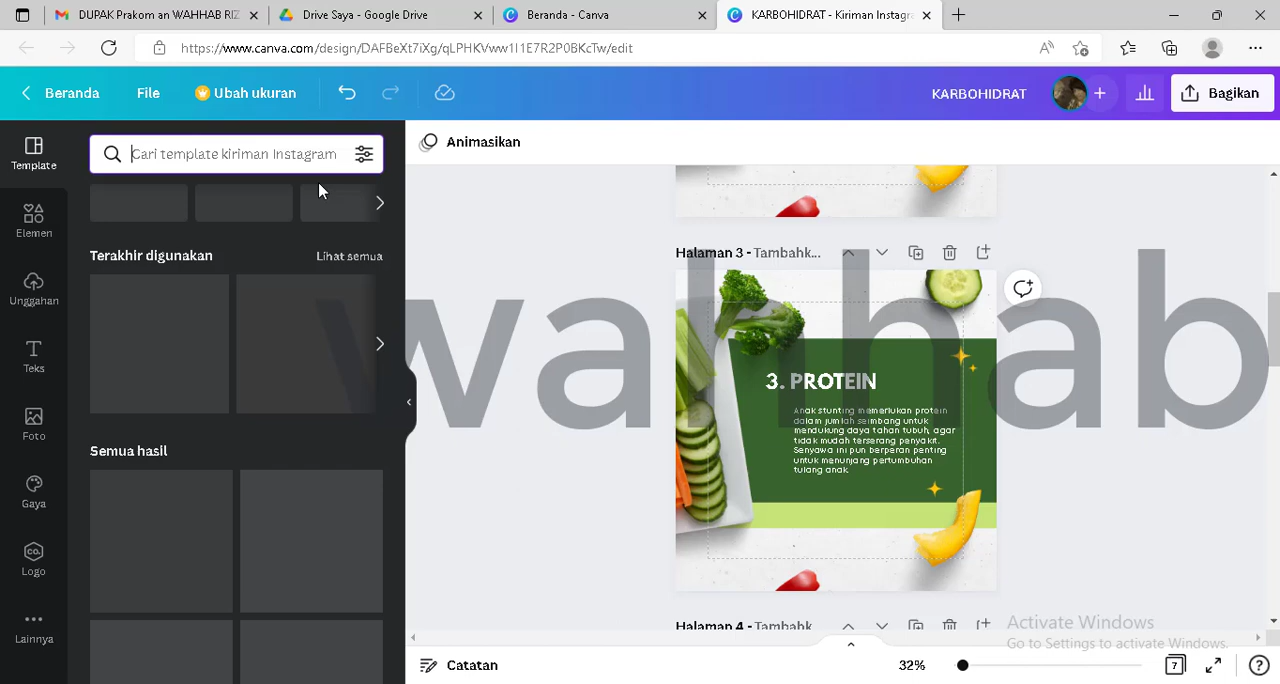 DUPAK Prakom an WAHHAB RIZ
Drive Saya - Google Drive
Beranda - Canva
KARBOHIDRAT - Kiriman Instagra
https://www.canva.com/design/DAFBeXt7iXg/qLPHKVww1I1E7R2P0BKcTw/edit
Beranda
File
Ubah ukuran
KARBOHIDRAT
Bagikan
Template
Cari template kiriman Instagram
Animasikan
Elemen
Terakhir digunakan
Lihat semua
Halaman 3 - Tambahk...
Unggahan
wahhab
Teks
3. PROTEIN
Anak stunting memerlukan protein
dalam jumlah seimbang untuk
mendukung daya tahan tubuh, agar
tidak mudah terserang penyakit.
Senyawa ini pun berperan penting
untuk menunjang pertumbuhan
tulang anak.
Foto
Semua hasil
Gaya
CO.
Logo
Lainnya
Halaman 4 - Tambahk
Activate Windows
Go to Settings to activate Windows.
Catatan
32%
7
?